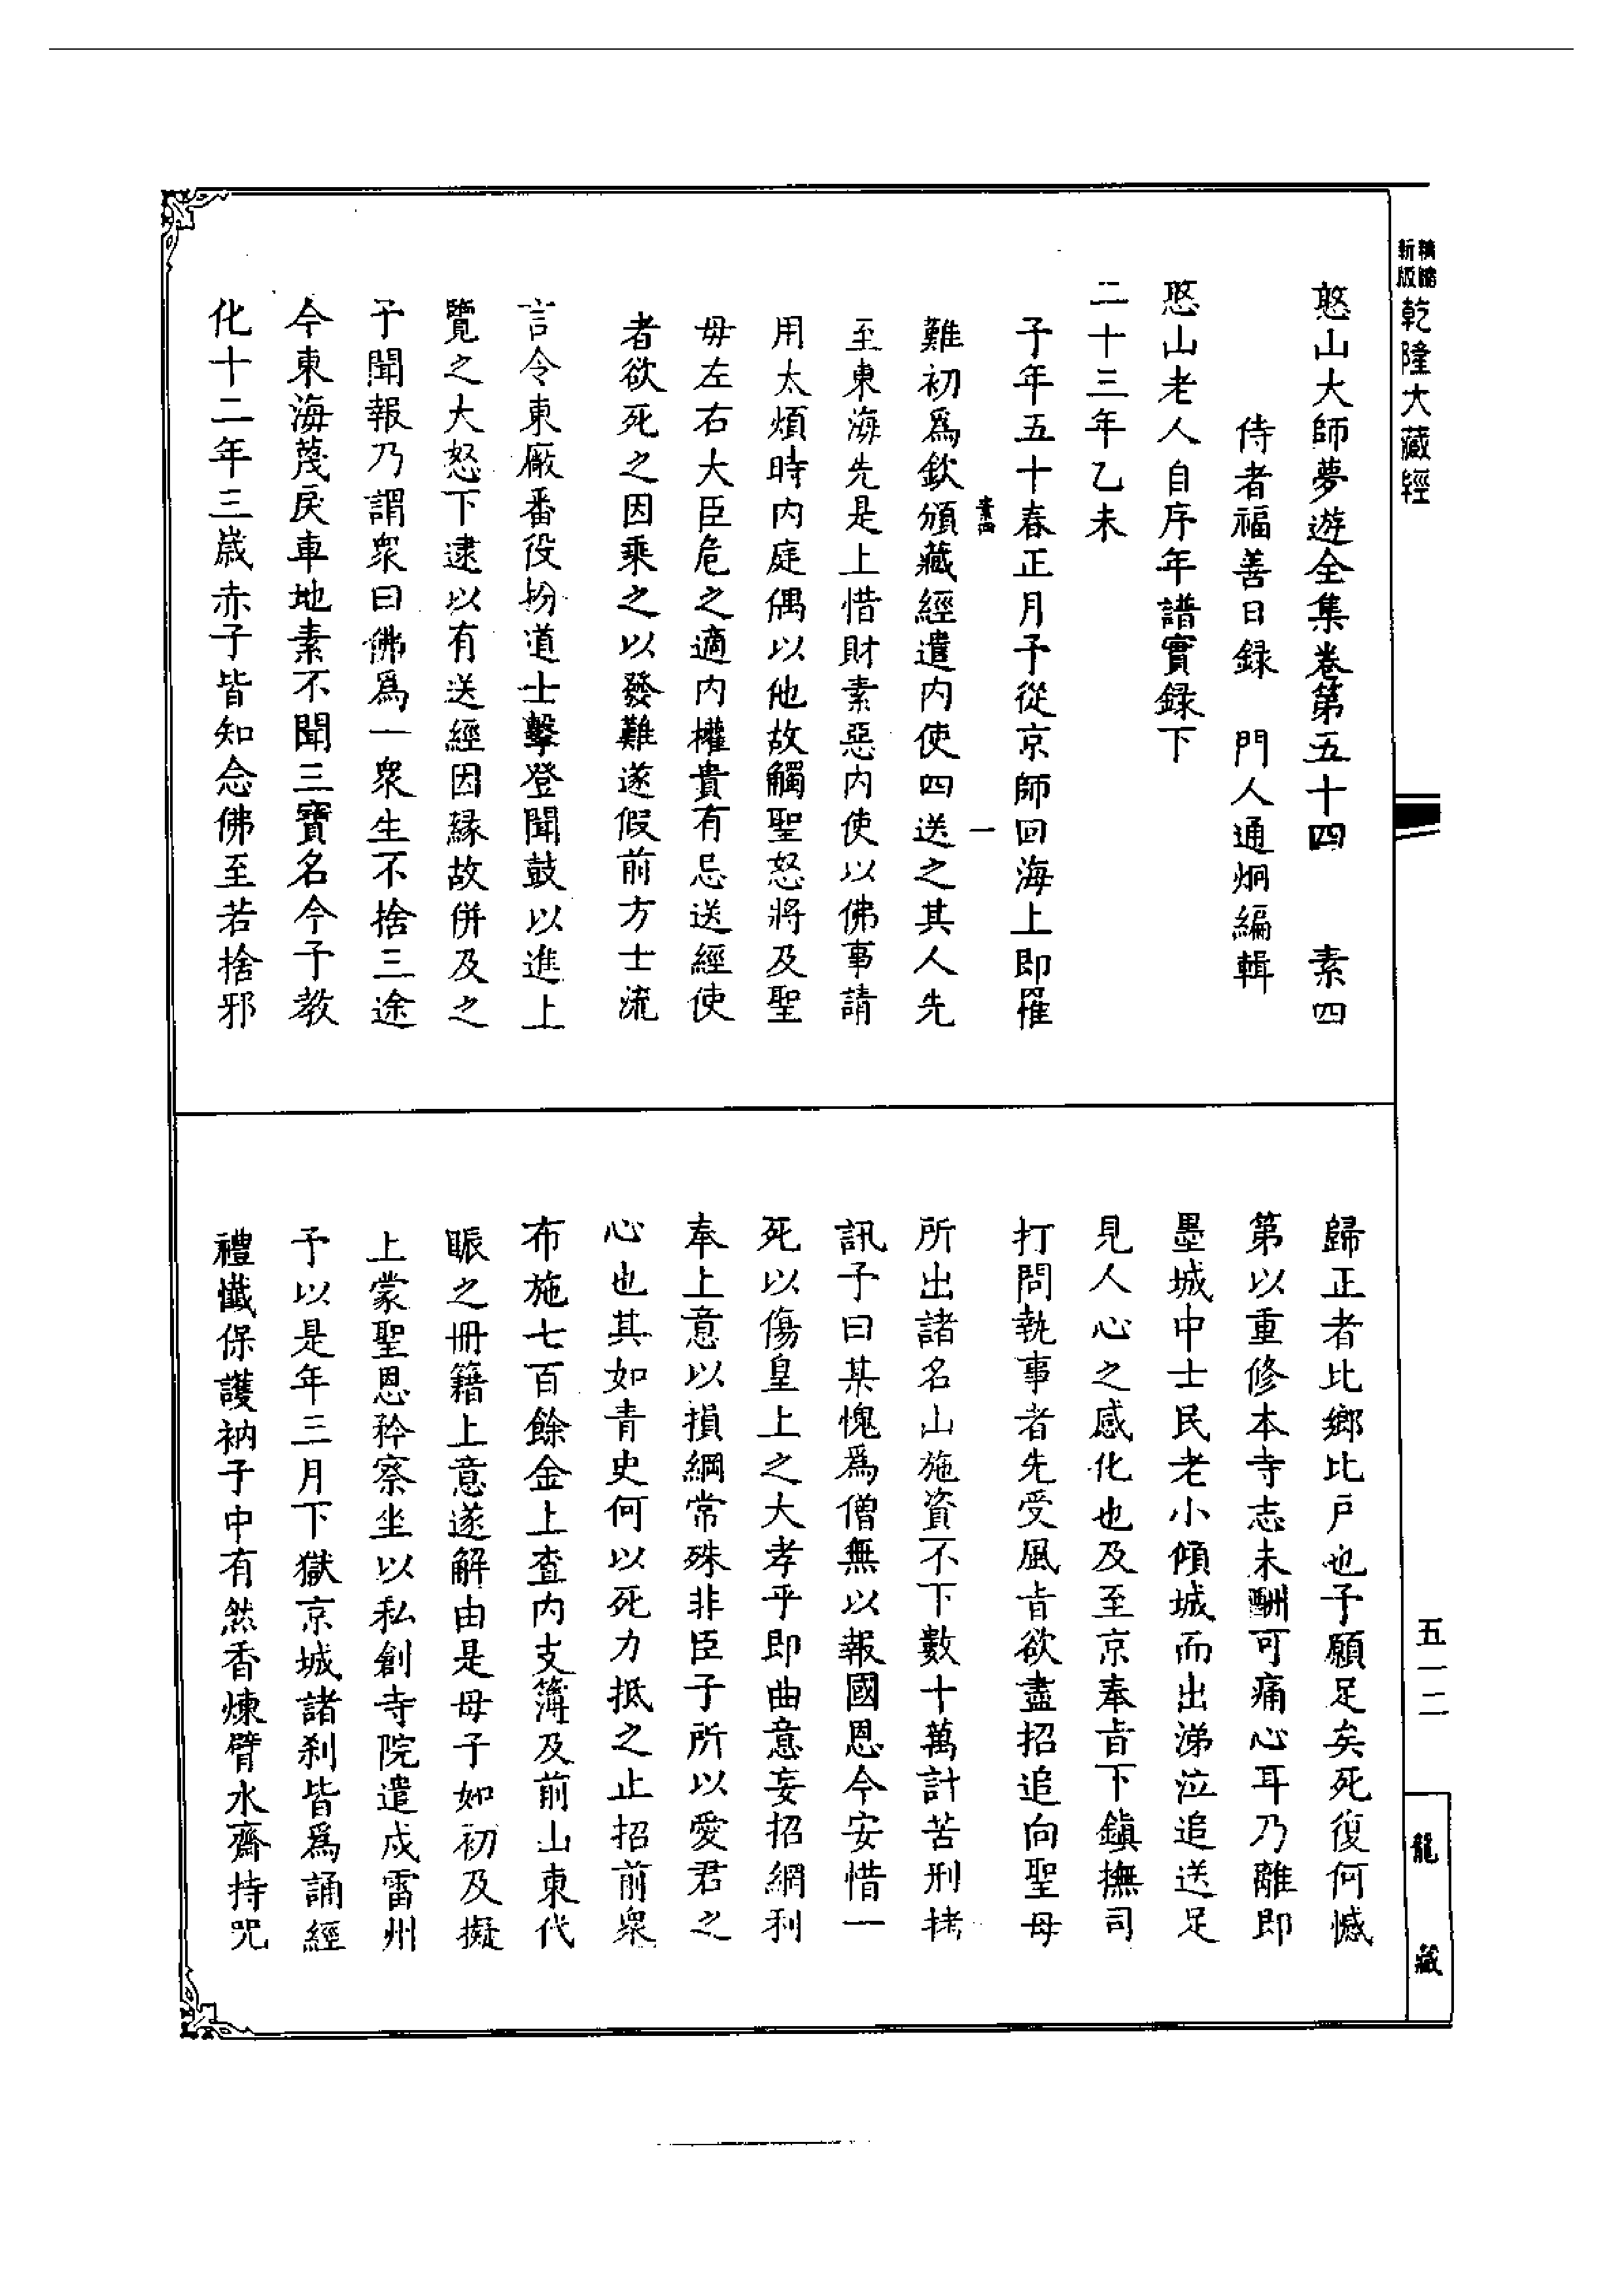 精縮新版乾隆大藏經
憨山大師夢遊全集卷第五十四　素四
侍者福善日録　門人通炯編輯
憨山老人自序年譜實録下
二十三年乙未
予年五十春正月予從京師回海上即罹
素四　一
難初爲欽頒藏經遣内使四送之其人先
至東海先是上惜財素惡内使以佛事請
用太煩時内庭偶以他故觸聖怒將及聖
母左右大臣危之適内權貴有忌送經使
者欲死之因乘之以發難遂假前方士流
言令東廠番役扮道士擊登聞鼓以進上
覽之大怒下逮以有送經因縁故併及之
予聞報乃謂衆曰佛爲一衆生不捨三途
今東海蔑戾車地素不聞三寶名今予教
化十二年三歲赤子皆知念佛至若捨邪
歸正者比鄉比戶也予願足矣死復何憾
第以重修本寺志未酬可痛心耳乃離即
墨城中士民老小傾城而出涕泣追送足
見人心之感化也及至京奉旨下鎮撫司
打問執事者先受風旨欲盡招追向聖母
所出諸名山施資不下數十萬計苦刑拷
訊予曰某愧爲僧無以報國恩今安惜一
死以傷皇上之大孝乎即曲意妄招網利
奉上意以損綱常殊非臣子所以愛君之
心也其如青史何以死力抵之止招前衆
布施七百餘金上查内支簿及前山東代
賑之冊籍上意遂解由是母子如初及擬
上蒙聖恩矜察坐以私創寺院遣戍雷州
予以是年三月下獄京城諸刹皆爲誦經
禮懺保護衲子中有然香煉臂水齋持咒
五一二
龍藏